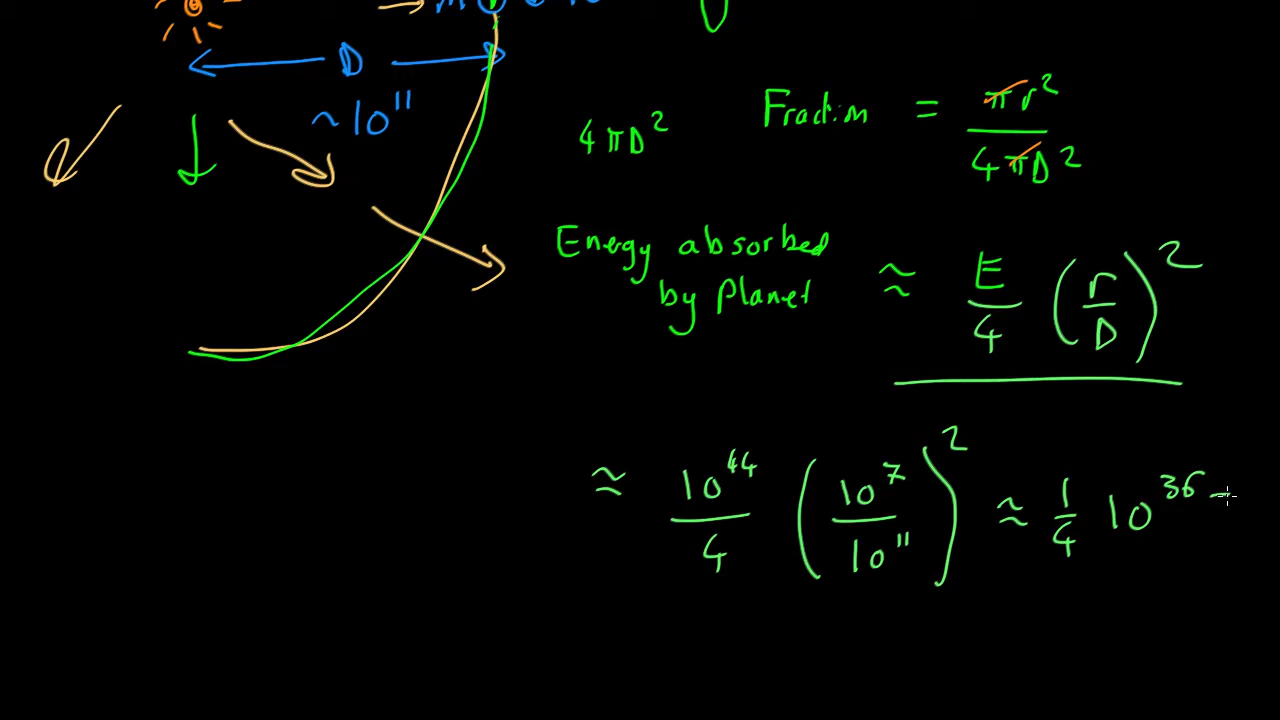 D
~10¹¹
4πD²
Fraction = πr² / 4πD²
Energy absorbed
by Planet ≈ E/4 (r/D)²
≈ 10⁴⁴/4 (10⁷/10¹¹)² ≈ 1/4 10³⁶